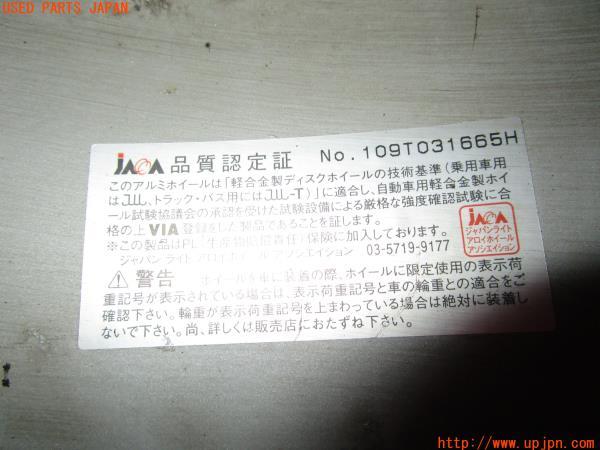 USED PARTS JAPAN
JAWA 品質認定証 No.109T031665H
このアルミホイールは「軽合金製ディスクホイールの技術基準(乗用車用
はJWL、トラック・バス用にはJWL-T)」に適合し、自動車用軽合金製ホイ
ール試験協議会の承認を受けた試験設備による厳格な強度確認試験に合
格の上VIA登録をした製品であることを証します。
※この製品はPL(生産物賠償責任)保険に加入しております。
ジャパン ライト アロイ ホイール アソシエイション 03-5719-9177
JAWA
ジャパンライト
アロイホイール
アソシエイション
警告 ホイールを車に装着の際、ホイールに限定使用の表示荷
重記号が表示されている場合は、表示荷重記号と車の輪重との適合をご
確認下さい。輪重が表示荷重記号を上まわっている場合は絶対に装着し
ないで下さい。尚、詳しくは販売店におたずね下さい。
http://www.upjpn.com/